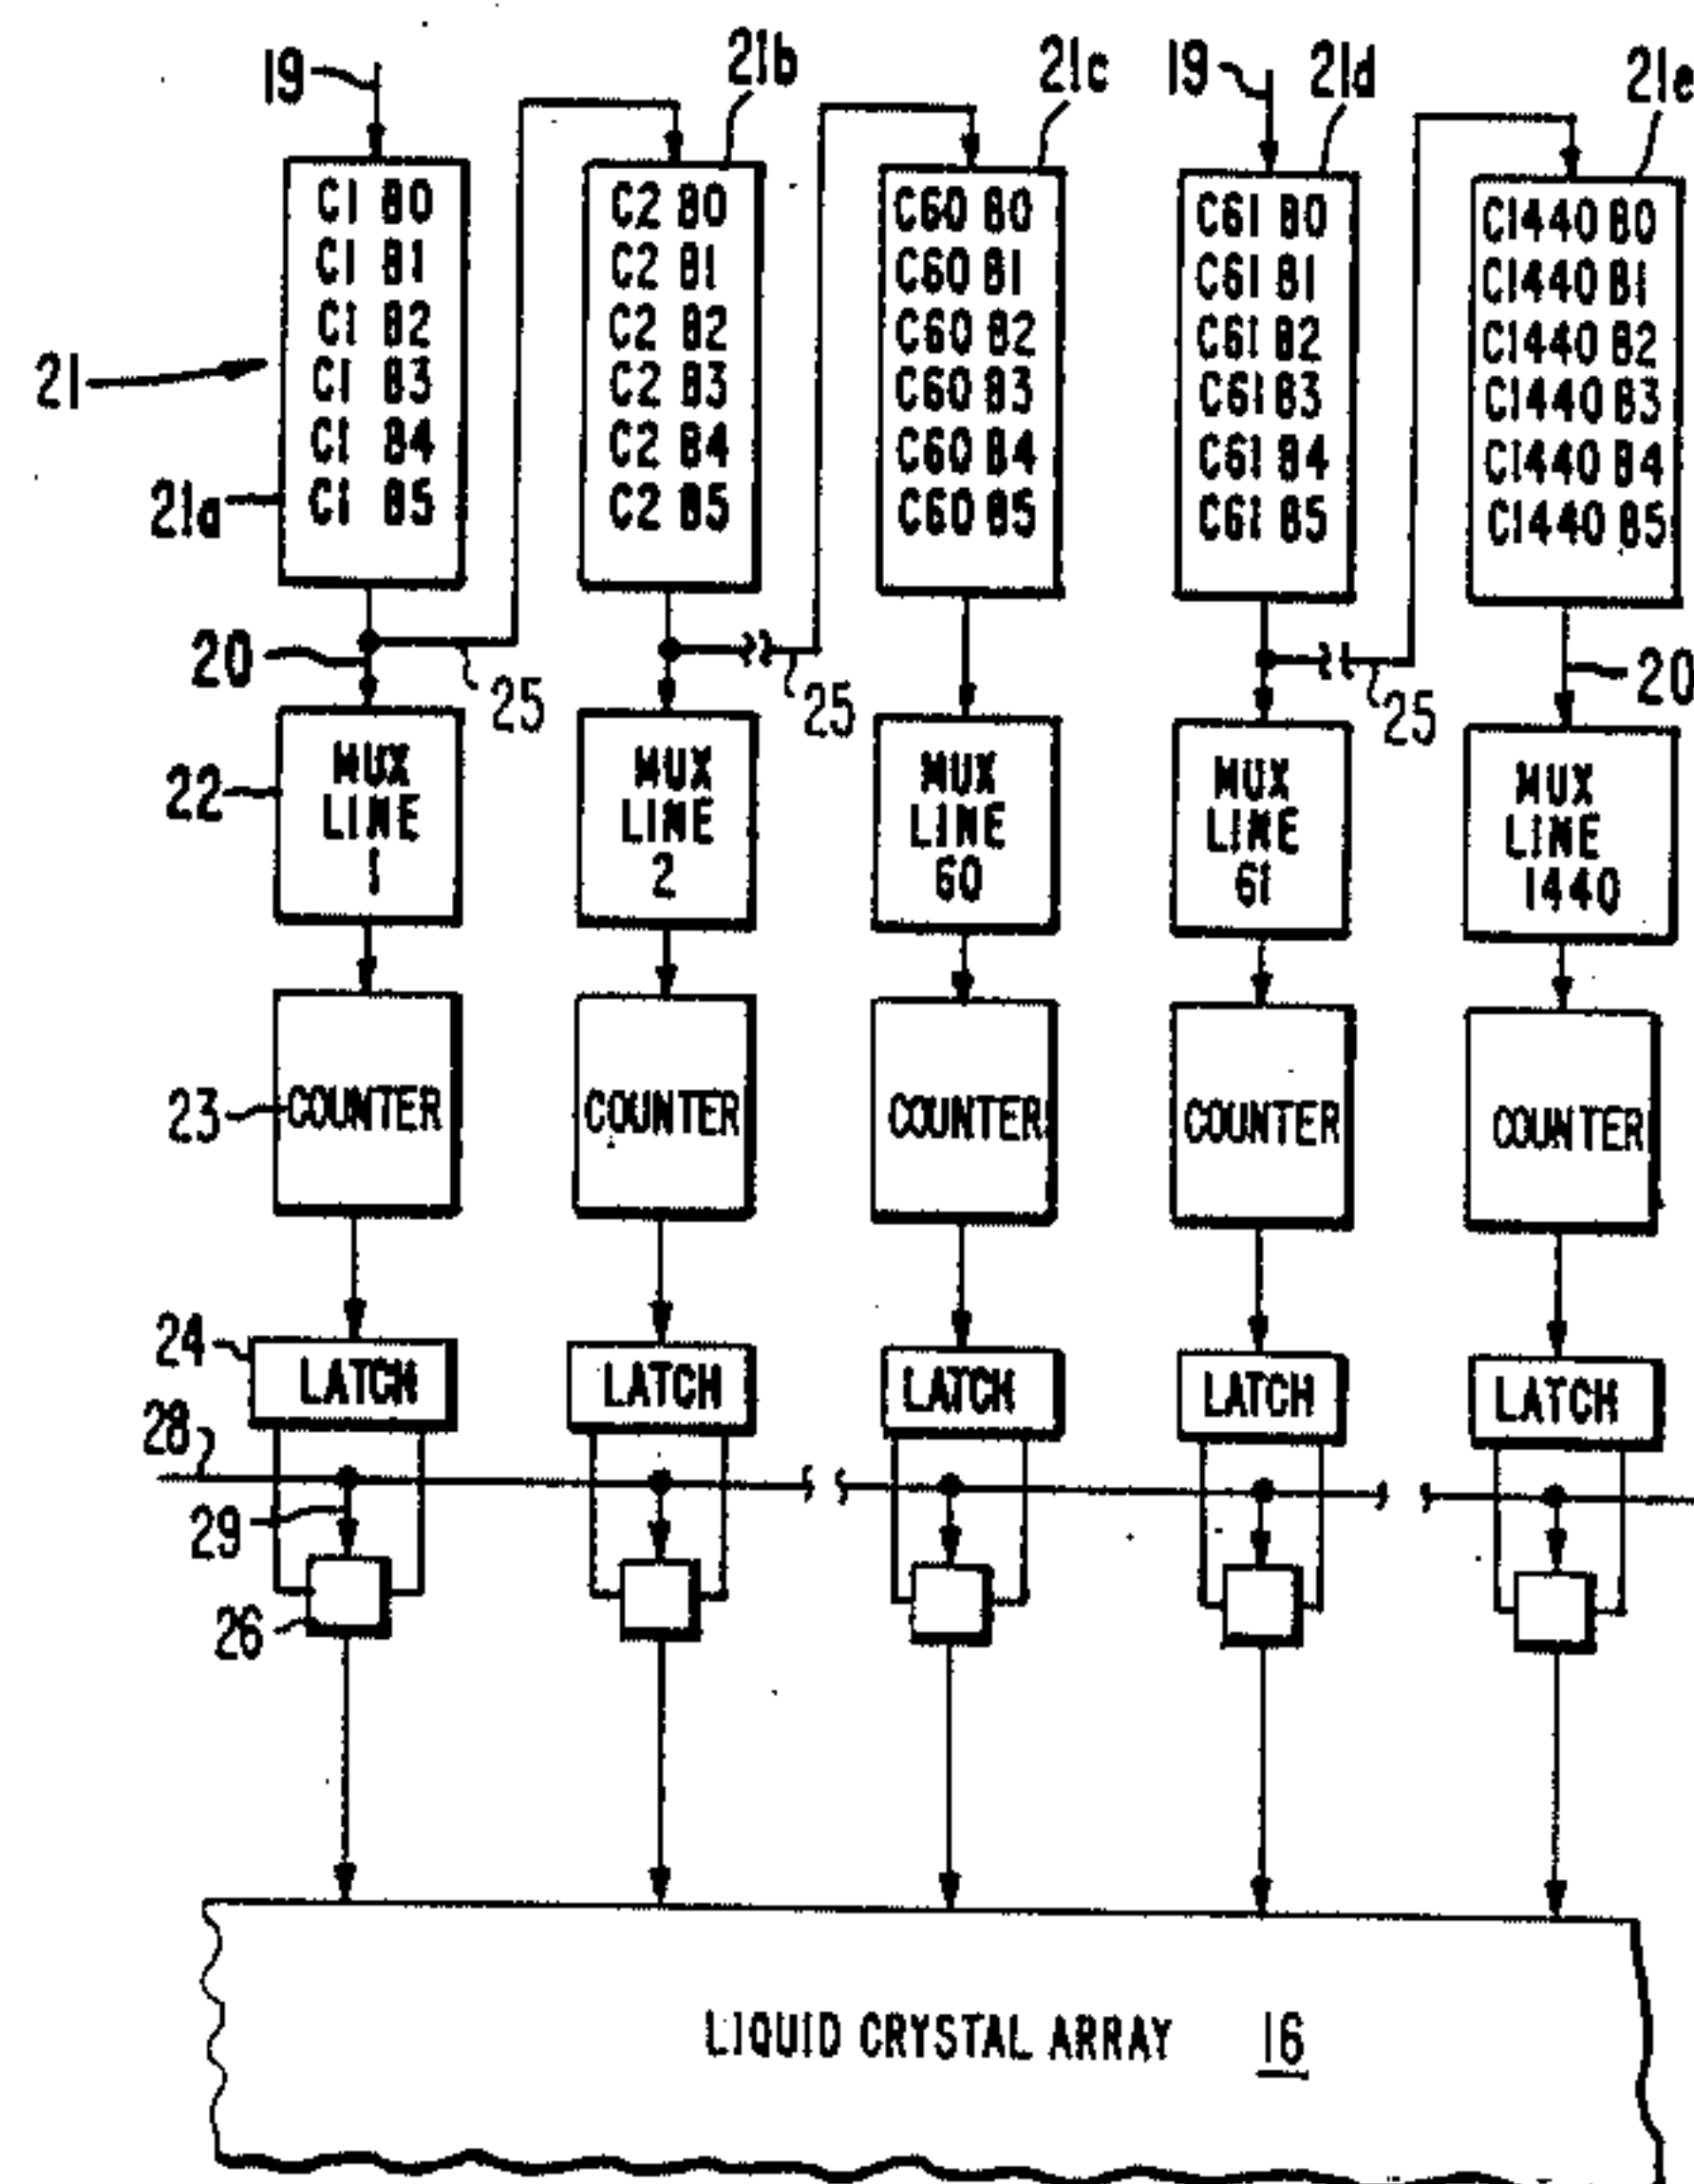 19
21b
21c
19
21d
21e
C1 B0
C1 B1
C1 B2
C1 B3
C1 B4
C1 B5
C2 B0
C2 B1
C2 B2
C2 B3
C2 B4
C2 B5
C60 B0
C60 B1
C60 B2
C60 B3
C60 B4
C60 B5
C61 B0
C61 B1
C61 B2
C61 B3
C61 B4
C61 B5
C1440 B0
C1440 B1
C1440 B2
C1440 B3
C1440 B4
C1440 B5
21
21a
20
25
25
25
20
22
MUX
LINE
1
MUX
LINE
2
MUX
LINE
60
MUX
LINE
61
MUX
LINE
1440
23
COUNTER
COUNTER
COUNTER
COUNTER
COUNTER
24
LATCH
LATCH
LATCH
LATCH
LATCH
28
29
26
LIQUID CRYSTAL ARRAY 16